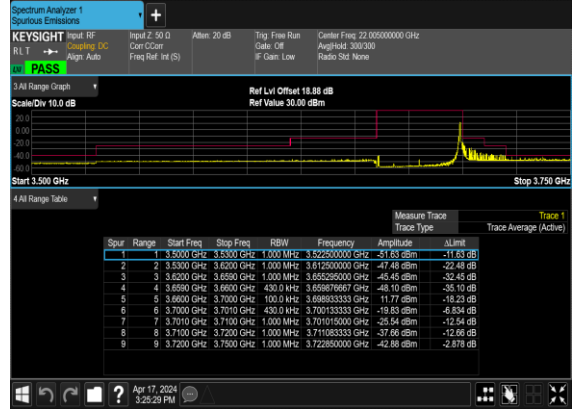 Spectrum Analyzer 1
Spurious Emissions
KEYSIGHT Input: RF Input Z: 50 Ω Atten: 20 dB Trig: Free Run Center Freq: 22.005000000 GHz
RLT Coupling: DC Corr CCorr Gate: Off Avg|Hold: 300/300
Align: Auto Freq Ref: Int (S) IF Gain: Low Radio Std: None
LXI PASS
3 All Range Graph
Ref Lvl Offset 18.88 dB
Scale/Div 10.0 dB Ref Value 30.00 dBm
20.0
0.00
-20.0
-40.0
-60.0
Start 3.500 GHz Stop 3.750 GHz
4 All Range Table
Measure Trace Trace 1
Trace Type Trace Average (Active)
Spur Range Start Freq Stop Freq RBW Frequency Amplitude ΔLimit
1 1 3.5000 GHz 3.5300 GHz 1.000 MHz 3.522500000 GHz -51.63 dBm -11.63 dB
2 2 3.5300 GHz 3.6200 GHz 1.000 MHz 3.612500000 GHz -47.48 dBm -22.48 dB
3 3 3.6200 GHz 3.6590 GHz 1.000 MHz 3.655295000 GHz -45.45 dBm -32.45 dB
4 4 3.6590 GHz 3.6600 GHz 430.0 kHz 3.659876667 GHz -48.10 dBm -35.10 dB
5 5 3.6600 GHz 3.7000 GHz 100.0 kHz 3.698933333 GHz 11.77 dBm -18.23 dB
6 6 3.7000 GHz 3.7010 GHz 430.0 kHz 3.700133333 GHz -19.83 dBm -6.834 dB
7 7 3.7010 GHz 3.7100 GHz 1.000 MHz 3.701015000 GHz -25.54 dBm -12.54 dB
8 8 3.7100 GHz 3.7200 GHz 1.000 MHz 3.711083333 GHz -37.66 dBm -12.66 dB
9 9 3.7200 GHz 3.7500 GHz 1.000 MHz 3.722850000 GHz -42.88 dBm -2.878 dB
Apr 17, 2024
3:25:29 PM